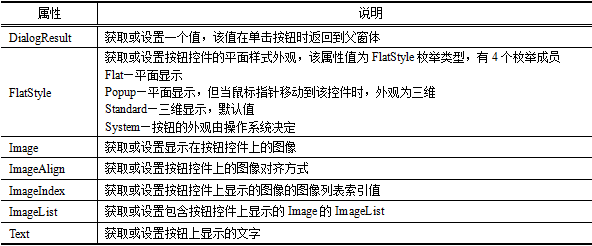 属性 说明
DialogResult 获取或设置一个值，该值在单击按钮时返回到父窗体
FlatStyle 获取或设置按钮控件的平面样式外观，该属性值为 FlatStyle 枚举类型，有 4 个枚举成员
Flat—平面显示
Popup—平面显示，但当鼠标指针移动到该控件时，外观为三维
Standard—三维显示，默认值
System—按钮的外观由操作系统决定
Image 获取或设置显示在按钮控件上的图像
ImageAlign 获取或设置按钮控件上的图像对齐方式
ImageIndex 获取或设置按钮控件上显示的图像的图像列表索引值
ImageList 获取或设置包含按钮控件上显示的 Image 的 ImageList
Text 获取或设置按钮上显示的文字